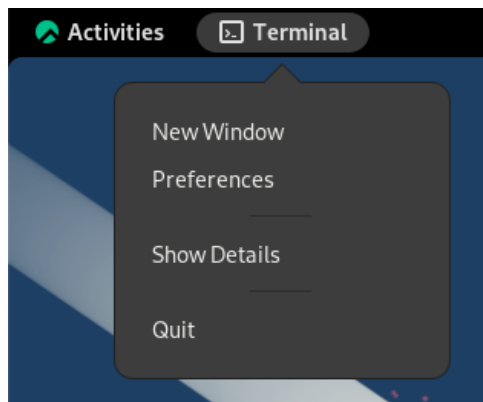 Activities Terminal
New Window
Preferences
Show Details
Quit